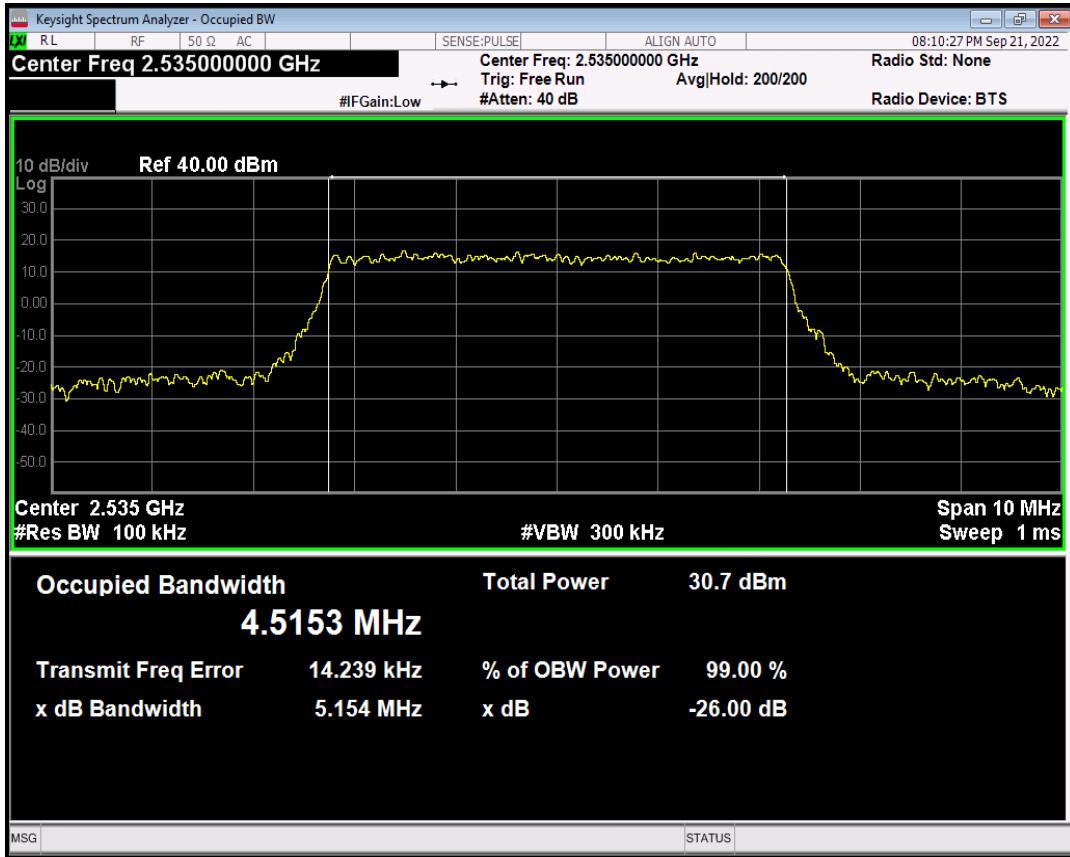 Keysight Spectrum Analyzer - Occupied BW
LXI RL RF 50 Ω AC SENSE:PULSE ALIGN AUTO 08:10:27 PM Sep 21, 2022
Center Freq 2.535000000 GHz Center Freq: 2.535000000 GHz Radio Std: None
Trig: Free Run Avg|Hold: 200/200
#IFGain:Low #Atten: 40 dB Radio Device: BTS
10 dB/div Ref 40.00 dBm
Log
30.0
20.0
10.0
0.00
-10.0
-20.0
-30.0
-40.0
-50.0
Center 2.535 GHz Span 10 MHz
#Res BW 100 kHz #VBW 300 kHz Sweep 1 ms
Occupied Bandwidth Total Power 30.7 dBm
4.5153 MHz
Transmit Freq Error 14.239 kHz % of OBW Power 99.00 %
x dB Bandwidth 5.154 MHz x dB -26.00 dB
MSG STATUS